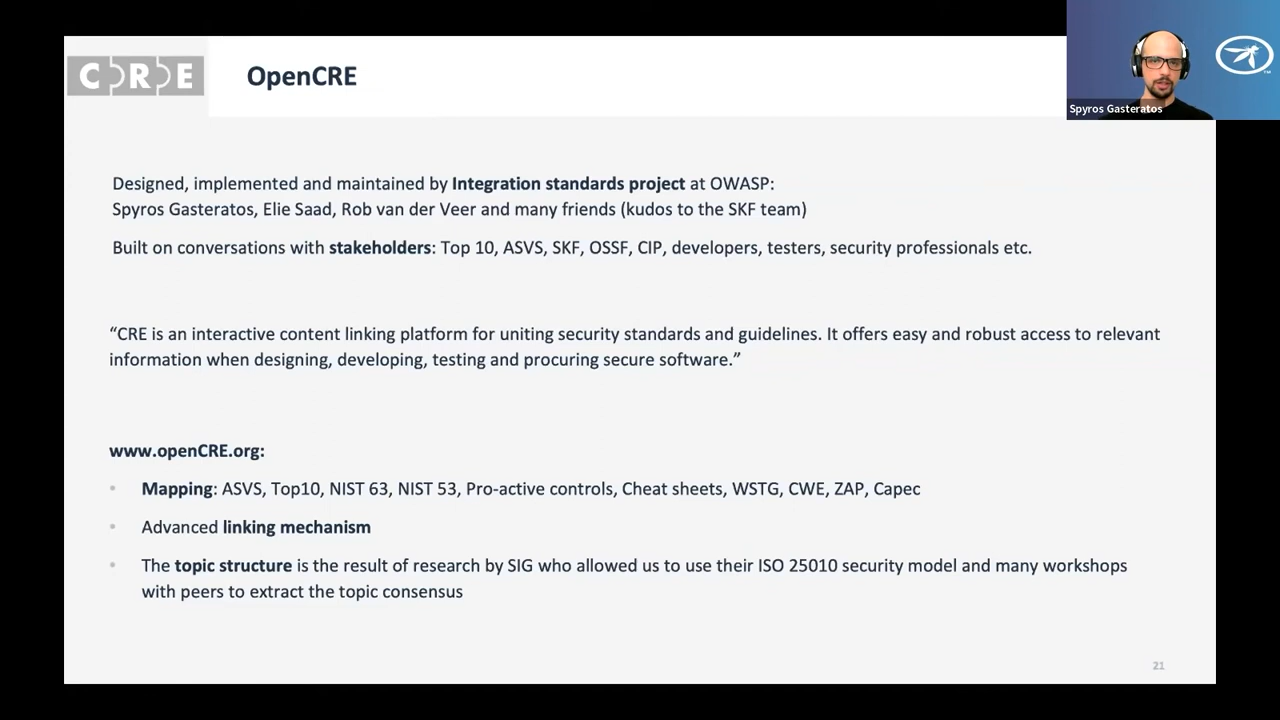 CRE
OpenCRE
Spyros Gasteratos
Designed, implemented and maintained by Integration standards project at OWASP:
Spyros Gasteratos, Elie Saad, Rob van der Veer and many friends (kudos to the SKF team)
Built on conversations with stakeholders: Top 10, ASVS, SKF, OSSF, CIP, developers, testers, security professionals etc.
“CRE is an interactive content linking platform for uniting security standards and guidelines. It offers easy and robust access to relevant
information when designing, developing, testing and procuring secure software.”
www.openCRE.org:
• Mapping: ASVS, Top10, NIST 63, NIST 53, Pro-active controls, Cheat sheets, WSTG, CWE, ZAP, Capec
• Advanced linking mechanism
• The topic structure is the result of research by SIG who allowed us to use their ISO 25010 security model and many workshops
with peers to extract the topic consensus
21